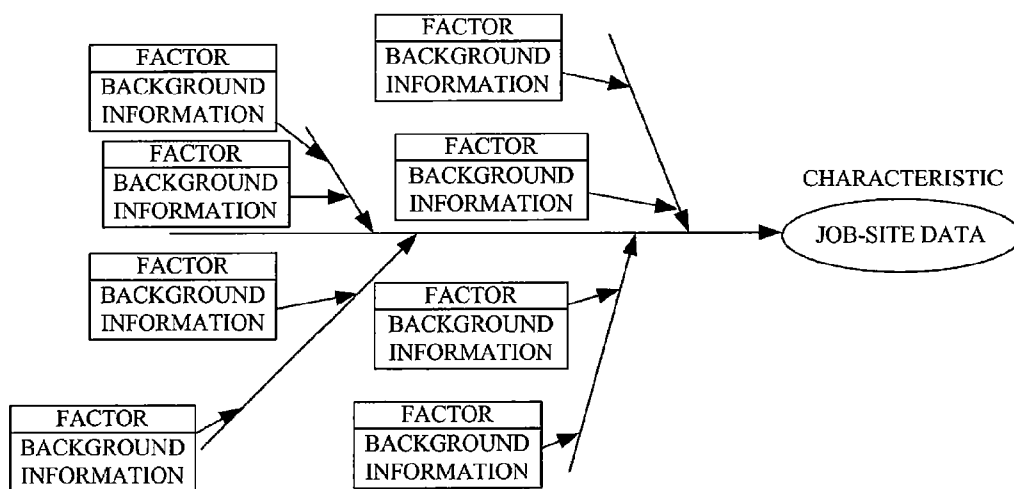 FACTOR
BACKGROUND
INFORMATION
FACTOR
BACKGROUND
INFORMATION
FACTOR
BACKGROUND
INFORMATION
FACTOR
BACKGROUND
INFORMATION
CHARACTERISTIC
JOB-SITE DATA
FACTOR
BACKGROUND
INFORMATION
FACTOR
BACKGROUND
INFORMATION
FACTOR
BACKGROUND
INFORMATION
FACTOR
BACKGROUND
INFORMATION